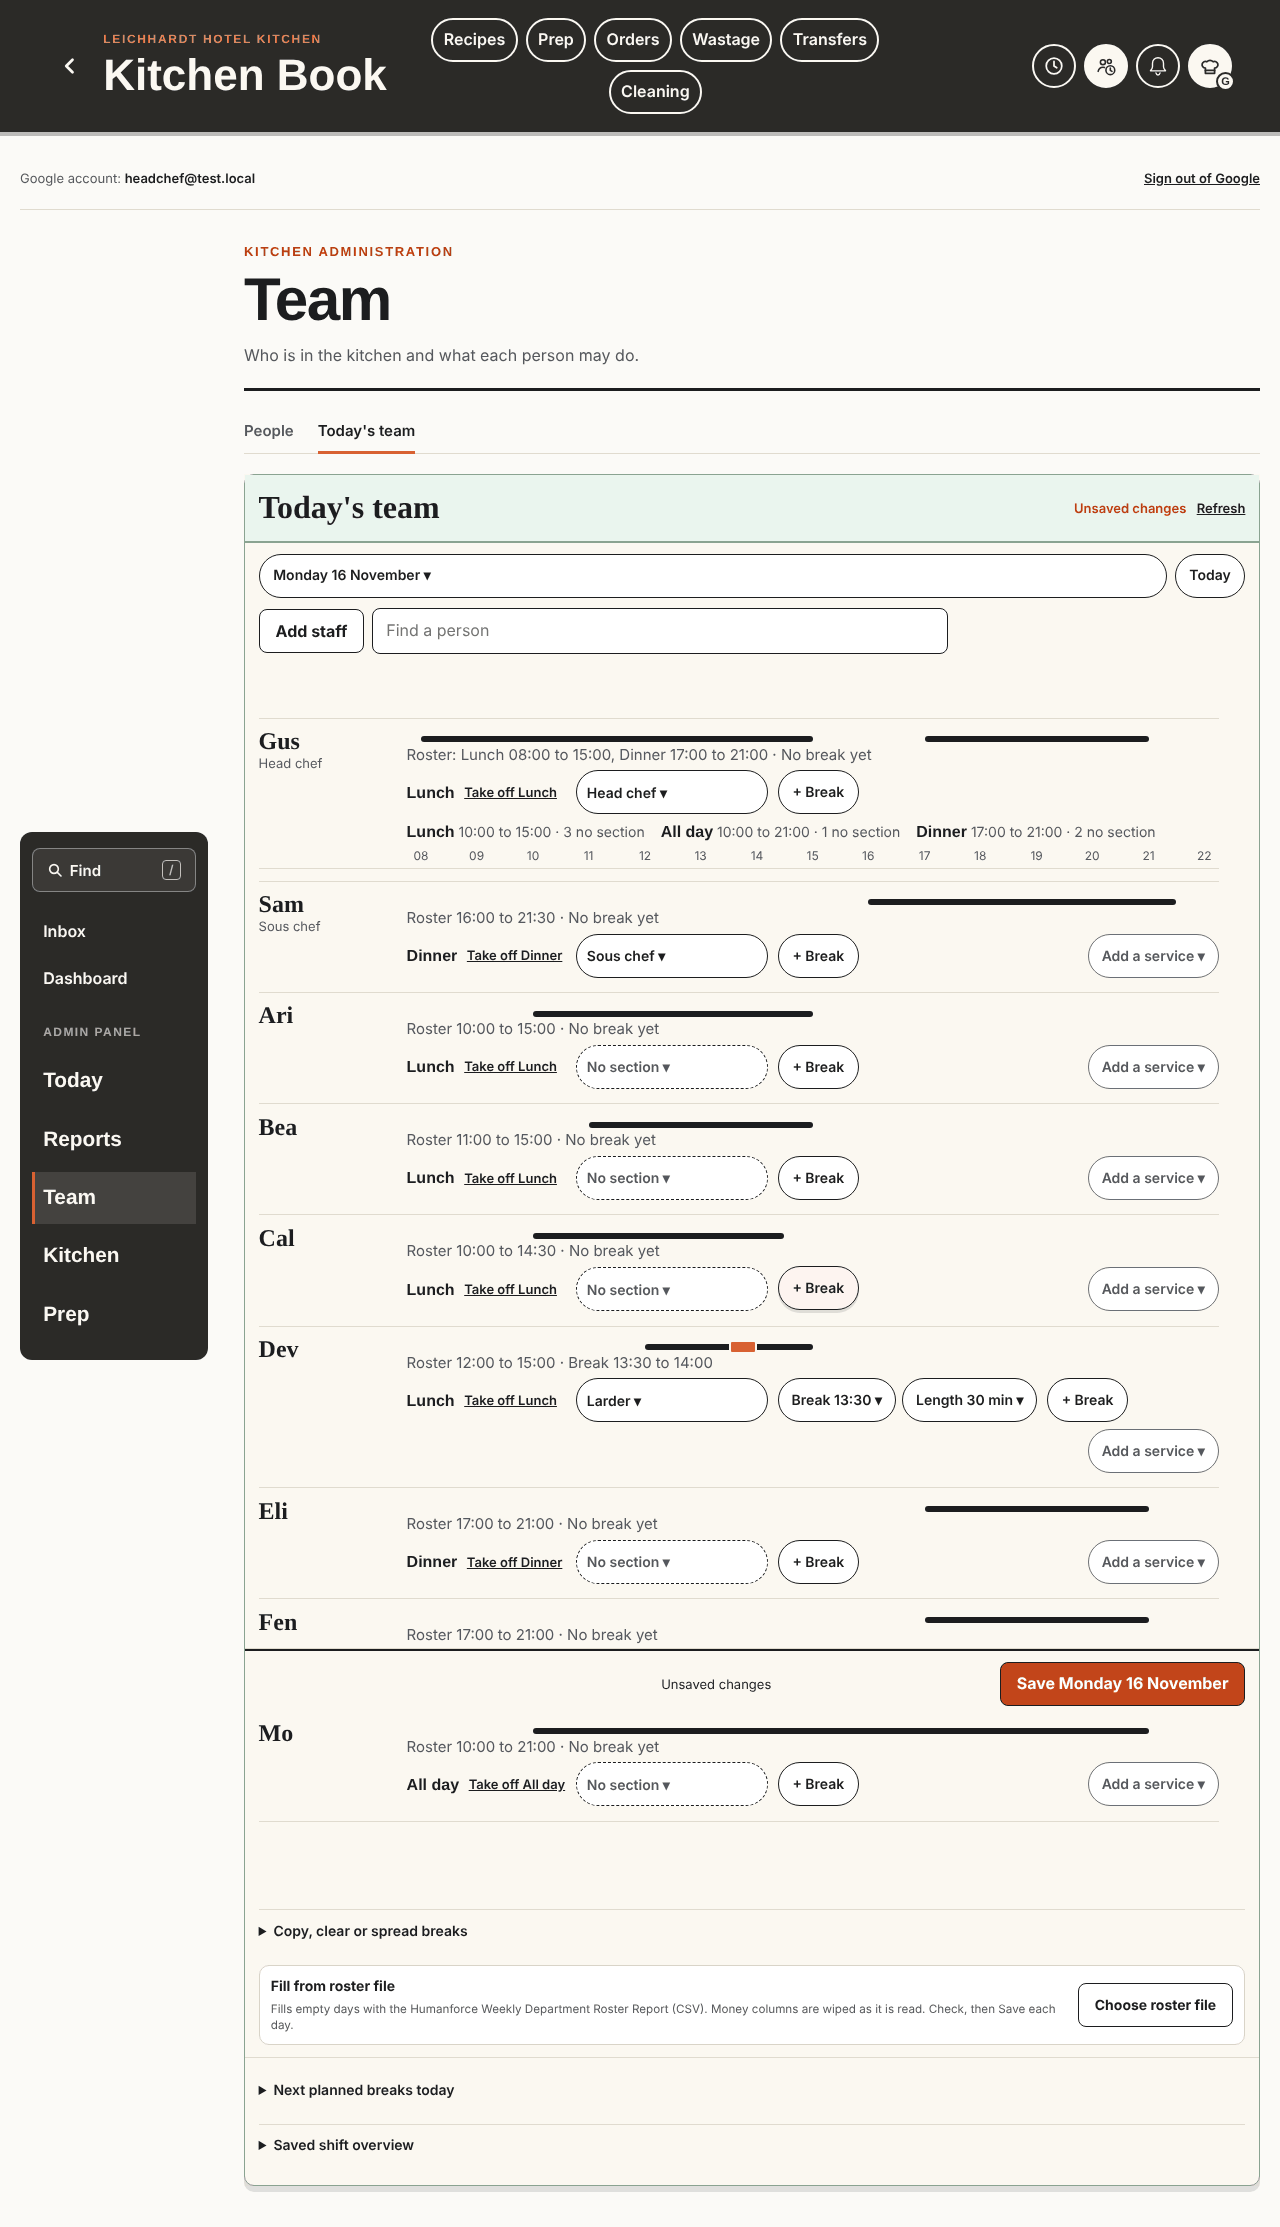 LEICHHARDT HOTEL KITCHEN
Kitchen Book
Recipes Prep Orders Wastage Transfers
Cleaning
G
Google account: headchef@test.local
Sign out of Google
KITCHEN ADMINISTRATION
Team
Who is in the kitchen and what each person may do.
People Today's team
Find /
Inbox
Dashboard
ADMIN PANEL
Today
Reports
Team
Kitchen
Prep
Today's team
Unsaved changes Refresh
Monday 16 November ▾ Today
Add staff Find a person
Gus
Head chef
Roster: Lunch 08:00 to 15:00, Dinner 17:00 to 21:00 · No break yet
Lunch Take off Lunch Head chef ▾ + Break
Lunch 10:00 to 15:00 · 3 no section All day 10:00 to 21:00 · 1 no section Dinner 17:00 to 21:00 · 2 no section
08 09 10 11 12 13 14 15 16 17 18 19 20 21 22
Sam
Sous chef
Roster 16:00 to 21:30 · No break yet
Dinner Take off Dinner Sous chef ▾ + Break Add a service ▾
Ari
Roster 10:00 to 15:00 · No break yet
Lunch Take off Lunch No section ▾ + Break Add a service ▾
Bea
Roster 11:00 to 15:00 · No break yet
Lunch Take off Lunch No section ▾ + Break Add a service ▾
Cal
Roster 10:00 to 14:30 · No break yet
Lunch Take off Lunch No section ▾ + Break Add a service ▾
Dev
Roster 12:00 to 15:00 · Break 13:30 to 14:00
Lunch Take off Lunch Larder ▾ Break 13:30 ▾ Length 30 min ▾ + Break
Add a service ▾
Eli
Roster 17:00 to 21:00 · No break yet
Dinner Take off Dinner No section ▾ + Break Add a service ▾
Fen
Roster 17:00 to 21:00 · No break yet
Unsaved changes Save Monday 16 November
Mo
Roster 10:00 to 21:00 · No break yet
All day Take off All day No section ▾ + Break Add a service ▾
▶ Copy, clear or spread breaks
Fill from roster file
Fills empty days with the Humanforce Weekly Department Roster Report (CSV). Money columns are wiped as it is read. Check, then Save each
day.
Choose roster file
▶ Next planned breaks today
▶ Saved shift overview